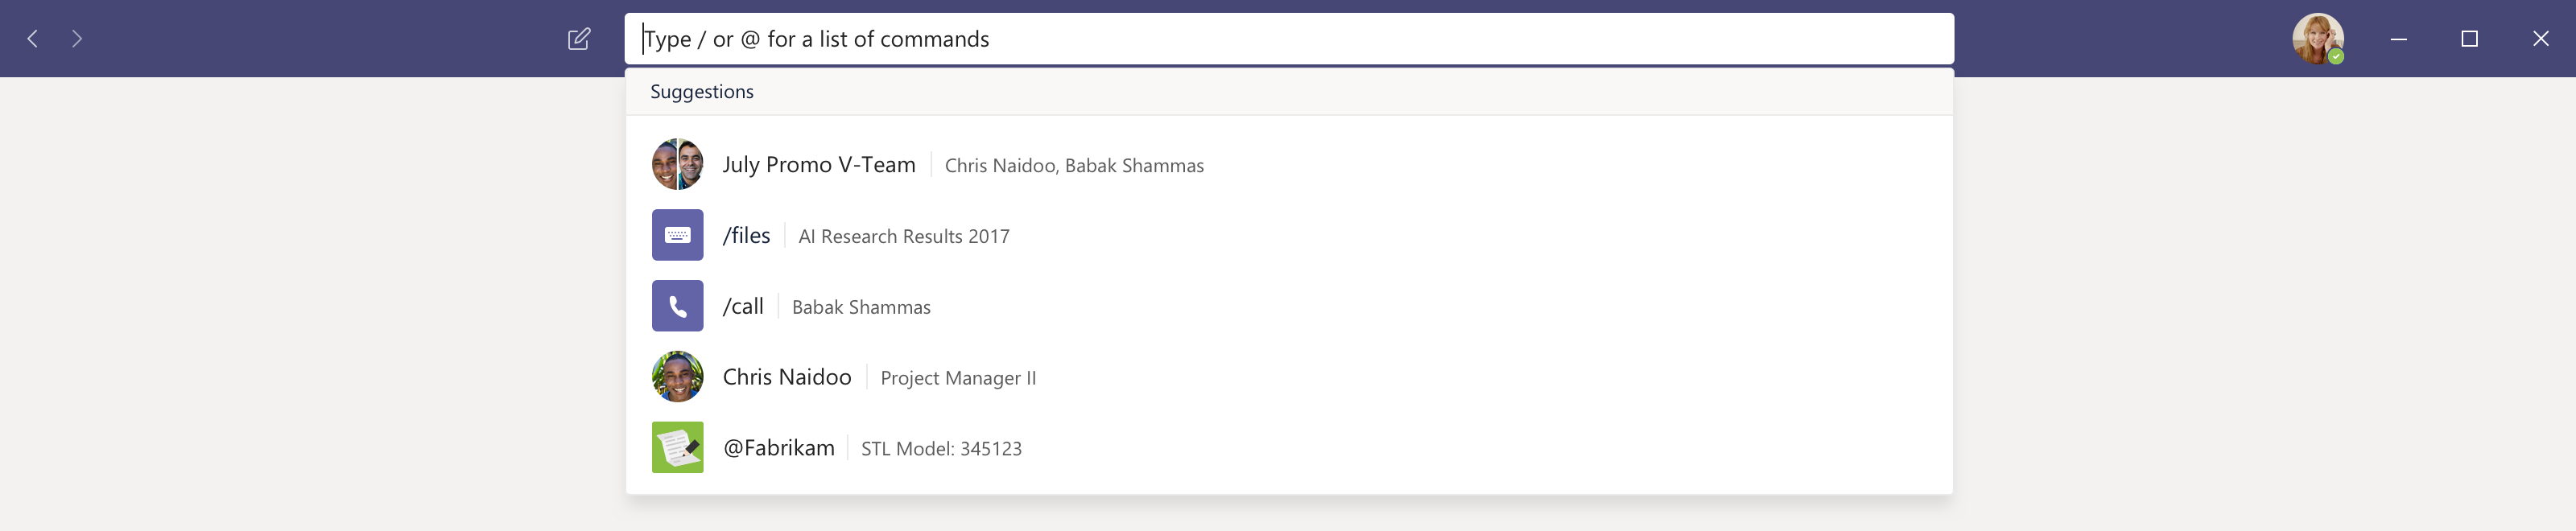 Type / or @ for a list of commands
Suggestions
July Promo V-Team Chris Naidoo, Babak Shammas
/files AI Research Results 2017
/call Babak Shammas
Chris Naidoo Project Manager II
@Fabrikam STL Model: 345123